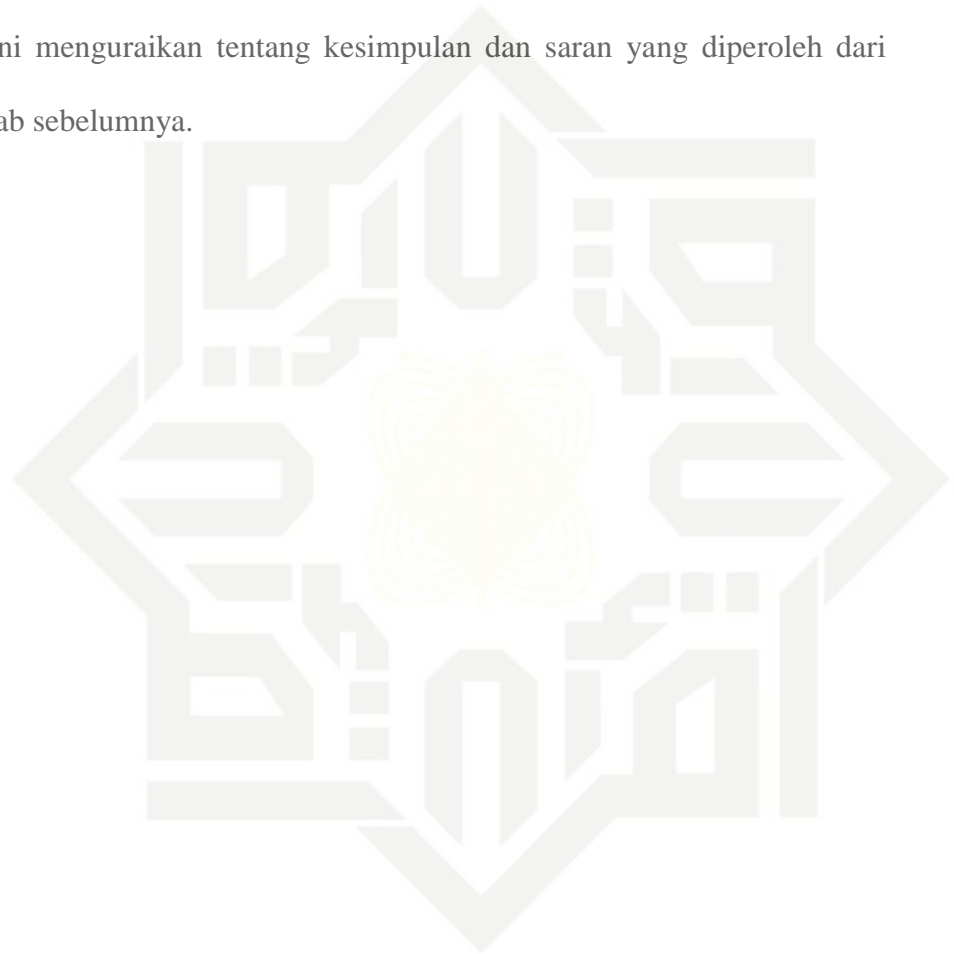 ni menguraikan tentang kesimpulan dan saran yang diperoleh dari
ab sebelumnya.